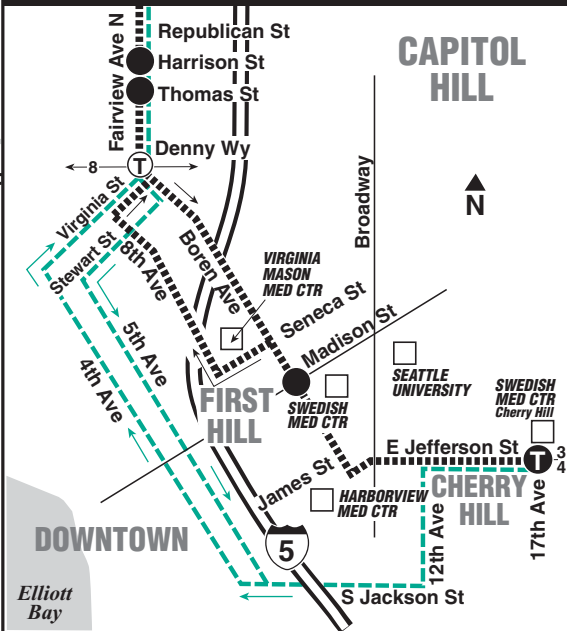 Republican St
Fairview Ave N
Harrison St
Thomas St
CAPITOL
HILL
Denny Wy
8
T
Virginia St
Stewart St
8th Ave
Boren Ave
Broadway
N
VIRGINIA
MASON
MED CTR
Seneca St
Madison St
5th Ave
4th Ave
FIRST
HILL
SWEDISH
MED CTR
SEATTLE
UNIVERSITY
SWEDISH
MED CTR
Cherry Hill
E Jefferson St
T
3
4
James St
HARBORVIEW
MED CTR
CHERRY
HILL
12th Ave
17th Ave
DOWNTOWN
5
S Jackson St
Elliott
Bay